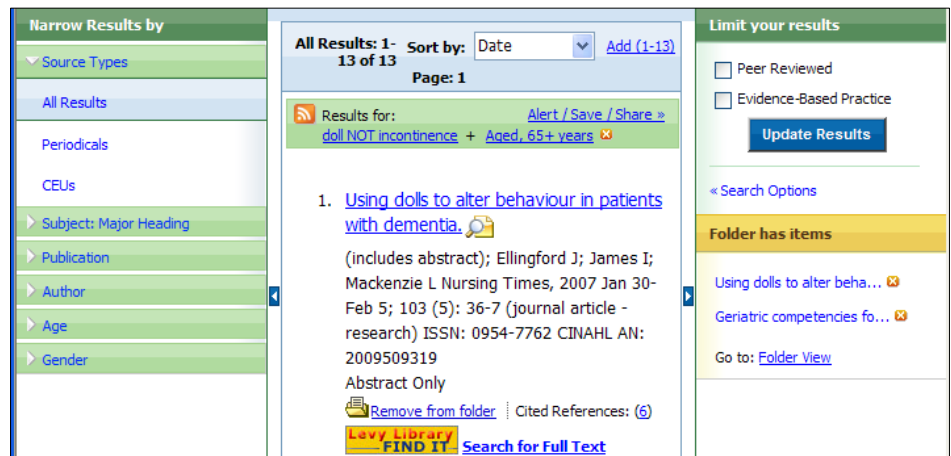 Narrow Results by
Source Types
All Results
Periodicals
CEUs
Subject: Major Heading
Publication
Author
Age
Gender
All Results: 1-
13 of 13
Page: 1
Sort by: Date
Add (1-13)
Results for:
Alert / Save / Share »
doll NOT incontinence + Aged, 65+ years
1. Using dolls to alter behaviour in patients
with dementia.
(includes abstract); Ellingford J; James I;
Mackenzie L Nursing Times, 2007 Jan 30-
Feb 5; 103 (5): 36-7 (journal article -
research) ISSN: 0954-7762 CINAHL AN:
2009509319
Abstract Only
Remove from folder Cited References: (6)
Levy Library
FIND IT Search for Full Text
Limit your results
Peer Reviewed
Evidence-Based Practice
Update Results
« Search Options
Folder has items
Using dolls to alter beha...
Geriatric competencies fo...
Go to: Folder View